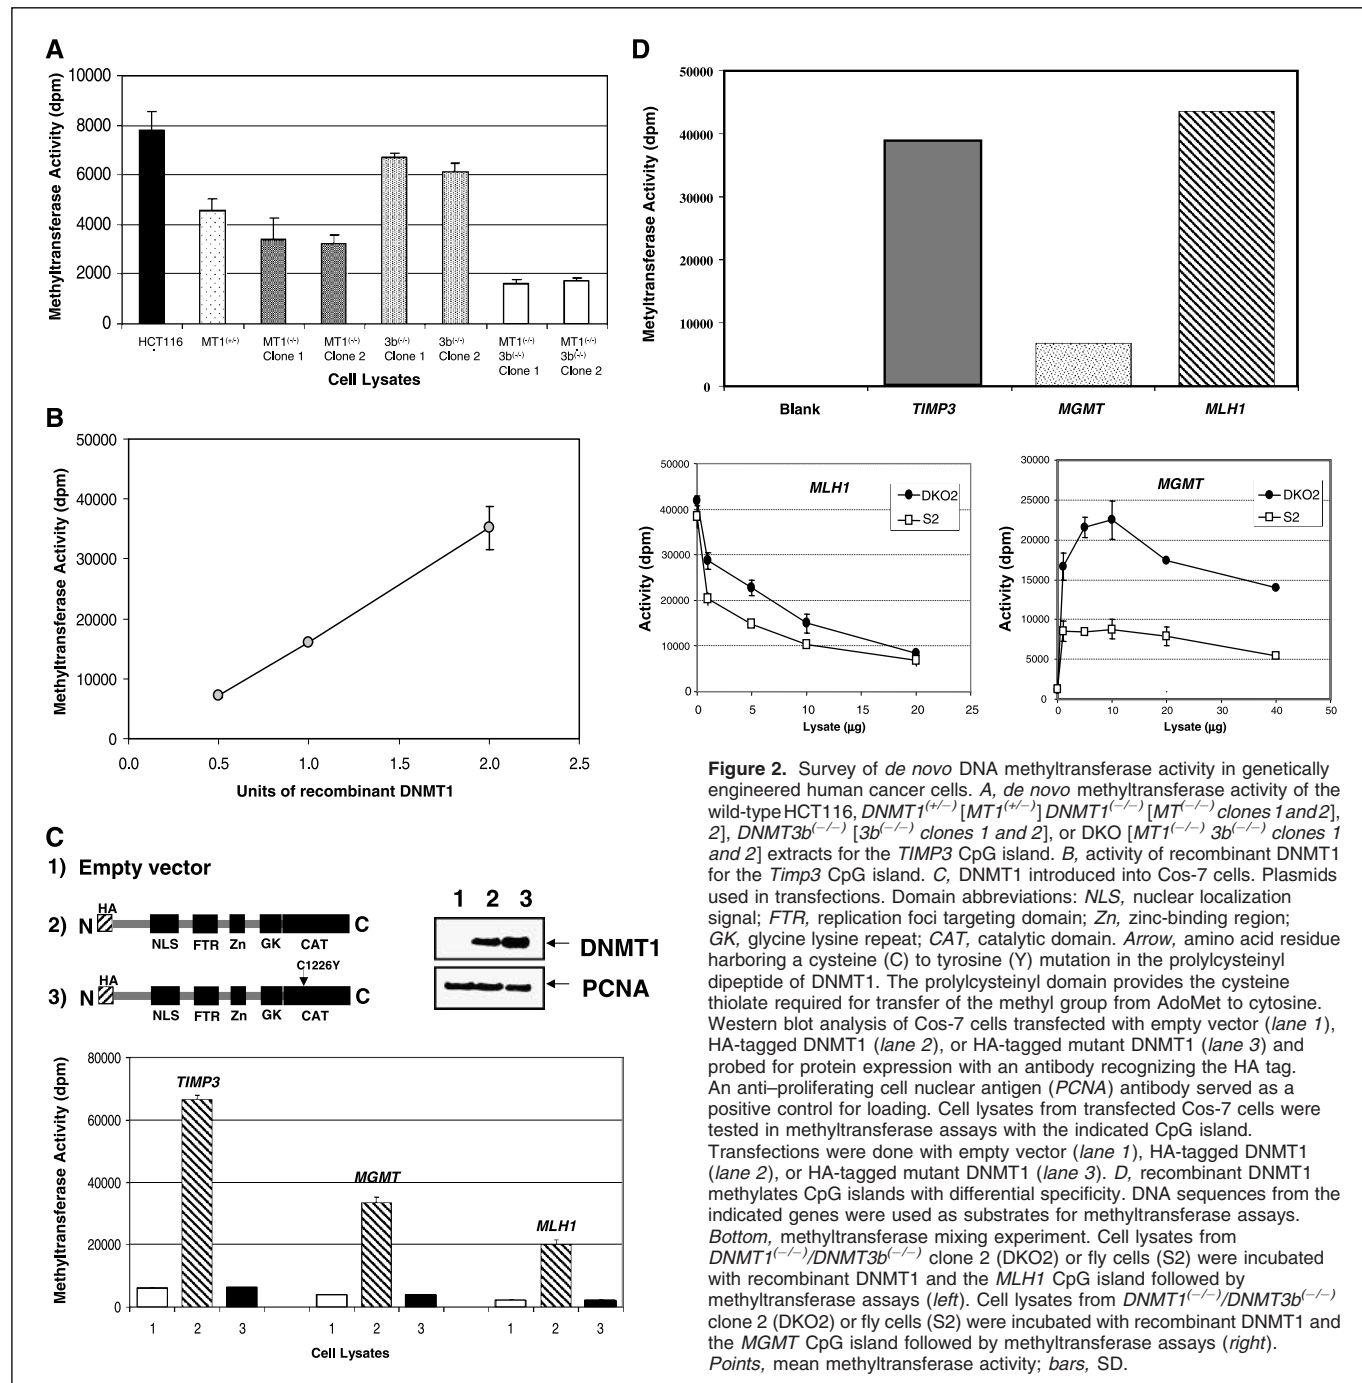 A
Methyltransferase Activity (dpm)
10000
8000
6000
4000
2000
0
HCT116
MT1(+/-)
MT1(-/-)
Clone 1
MT1(-/-)
Clone 2
3b(-/-)
Clone 1
3b(-/-)
Clone 2
MT1(-/-)
3b(-/-)
Clone 1
MT1(-/-)
3b(-/-)
Clone 2
Cell Lysates
B
Methyltransferase Activity (dpm)
50000
40000
30000
20000
10000
0
0.0 0.5 1.0 1.5 2.0 2.5
Units of recombinant DNMT1
C
1) Empty vector
HA
2) N C
NLS FTR Zn GK CAT
C1226Y
HA
3) N C
NLS FTR Zn GK CAT
1 2 3
DNMT1
PCNA
Methyltransferase Activity (dpm)
80000
60000
40000
20000
0
TIMP3
MGMT
MLH1
1 2 3 1 2 3 1 2 3
Cell Lysates
D
Metyltransferase Activity (dpm)
50000
40000
30000
20000
10000
0
Blank TIMP3 MGMT MLH1
Activity (dpm)
50000
40000
30000
20000
10000
0
MLH1
DKO2
S2
0 5 10 15 20 25
Lysate (µg)
Activity (dpm)
30000
25000
20000
15000
10000
5000
0
MGMT
DKO2
S2
0 10 20 30 40 50
Lysate (µg)
Figure 2. Survey of de novo DNA methyltransferase activity in genetically
engineered human cancer cells. A, de novo methyltransferase activity of the
wild-type HCT116, DNMT1(+/−) [MT1(+/−)] DNMT1(−/−) [MT(−/−) clones 1 and 2],
2], DNMT3b(−/−) [3b(−/−) clones 1 and 2], or DKO [MT1(−/−) 3b(−/−) clones 1
and 2] extracts for the TIMP3 CpG island. B, activity of recombinant DNMT1
for the Timp3 CpG island. C, DNMT1 introduced into Cos-7 cells. Plasmids
used in transfections. Domain abbreviations: NLS, nuclear localization
signal; FTR, replication foci targeting domain; Zn, zinc-binding region;
GK, glycine lysine repeat; CAT, catalytic domain. Arrow, amino acid residue
harboring a cysteine (C) to tyrosine (Y) mutation in the prolylcysteinyl
dipeptide of DNMT1. The prolylcysteinyl domain provides the cysteine
thiolate required for transfer of the methyl group from AdoMet to cytosine.
Western blot analysis of Cos-7 cells transfected with empty vector (lane 1),
HA-tagged DNMT1 (lane 2), or HA-tagged mutant DNMT1 (lane 3) and
probed for protein expression with an antibody recognizing the HA tag.
An anti–proliferating cell nuclear antigen (PCNA) antibody served as a
positive control for loading. Cell lysates from transfected Cos-7 cells were
tested in methyltransferase assays with the indicated CpG island.
Transfections were done with empty vector (lane 1), HA-tagged DNMT1
(lane 2), or HA-tagged mutant DNMT1 (lane 3). D, recombinant DNMT1
methylates CpG islands with differential specificity. DNA sequences from the
indicated genes were used as substrates for methyltransferase assays.
Bottom, methyltransferase mixing experiment. Cell lysates from
DNMT1(−/−)/DNMT3b(−/−) clone 2 (DKO2) or fly cells (S2) were incubated
with recombinant DNMT1 and the MLH1 CpG island followed by
methyltransferase assays (left). Cell lysates from DNMT1(−/−)/DNMT3b(−/−)
clone 2 (DKO2) or fly cells (S2) were incubated with recombinant DNMT1 and
the MGMT CpG island followed by methyltransferase assays (right).
Points, mean methyltransferase activity; bars, SD.